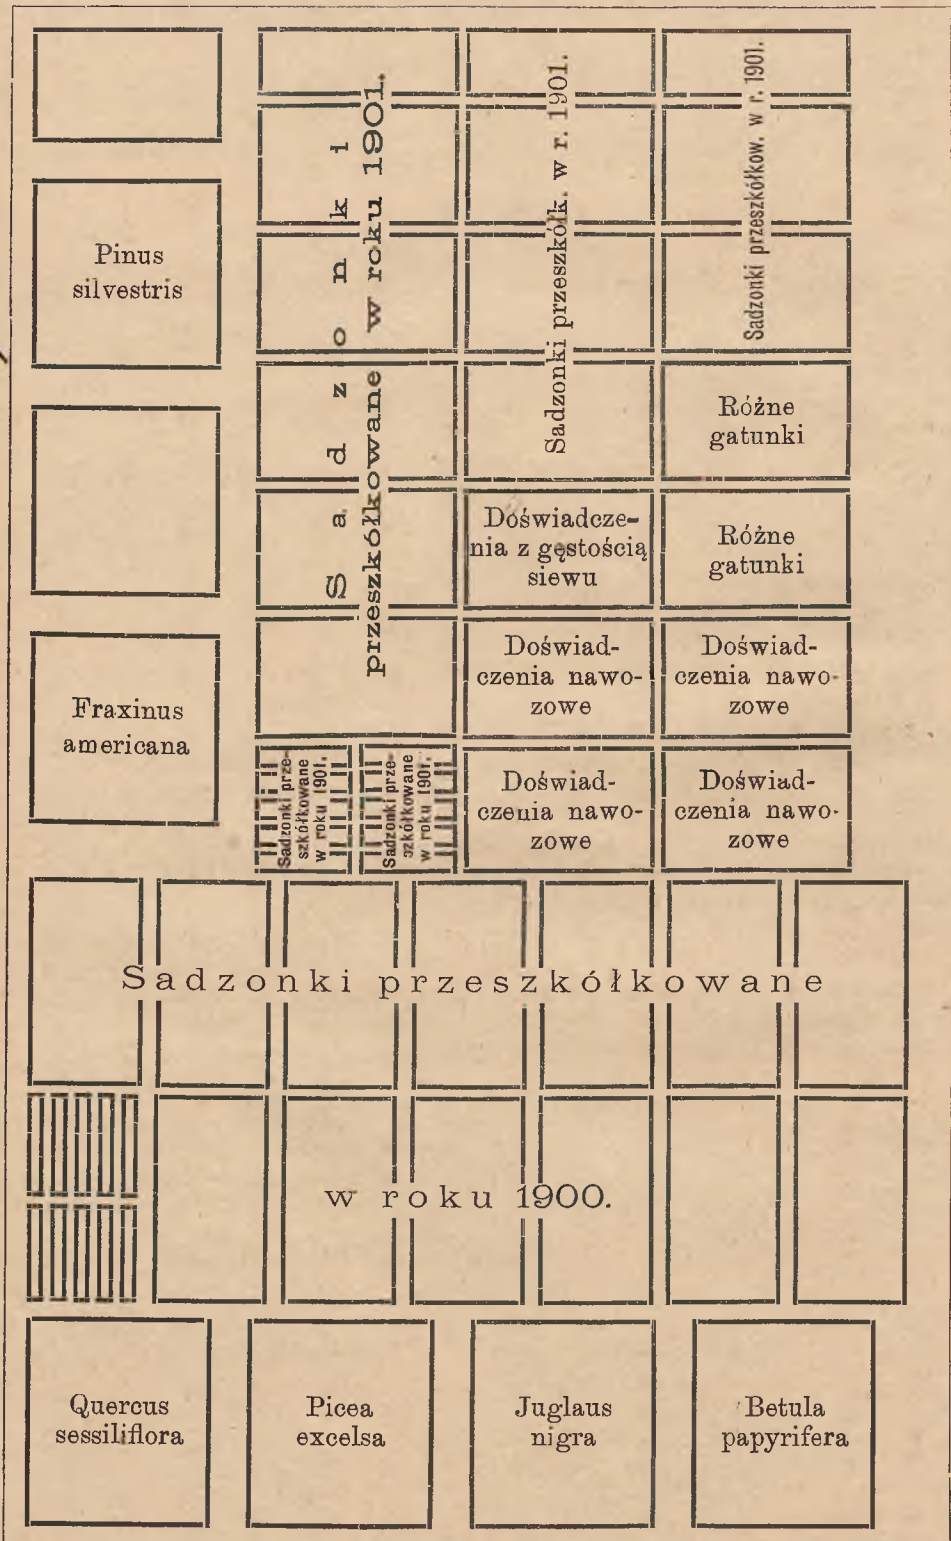 Pinus
silvestris
Fraxinus
americana
Sadzonki
przeszkółkowane w roku 1901.
Sadzonki przeszkółk. w r. 1901.
Sadzonki przeszkółkow. w r. 1901.
Różne
gatunki
Doświadcze-
nia z gęstością
siewu
Różne
gatunki
Doświad-
czenia nawo-
zowe
Doświad-
czenia nawo-
zowe
Sadzonki prze-
szkółkowane
w roku 1901.
Sadzonki prze-
szkółkowane
w roku 1901.
Doświad-
czenia nawo-
zowe
Doświad-
czenia nawo-
zowe
Sadzonki przeszkółkowane
w roku 1900.
Quercus
sessiliflora
Picea
excelsa
Juglaus
nigra
Betula
papyrifera